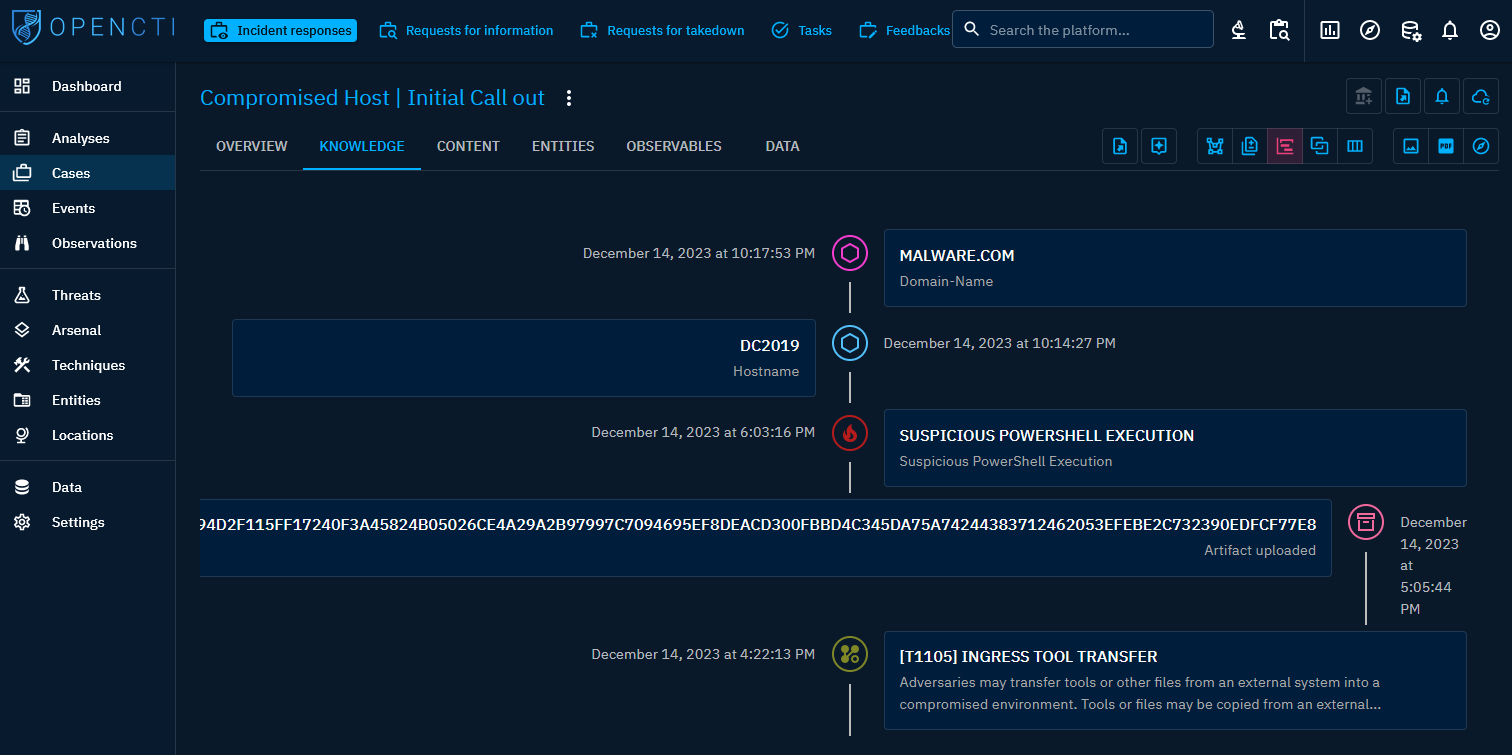 OPENCTI
Incident responses
Requests for information
Requests for takedown
Tasks
Feedbacks
Search the platform...
Dashboard
Analyses
Cases
Events
Observations
Threats
Arsenal
Techniques
Entities
Locations
Data
Settings
Compromised Host | Initial Call out
OVERVIEW
KNOWLEDGE
CONTENT
ENTITIES
OBSERVABLES
DATA
PDF
December 14, 2023 at 10:17:53 PM
MALWARE.COM
Domain-Name
DC2019
Hostname
December 14, 2023 at 10:14:27 PM
December 14, 2023 at 6:03:16 PM
SUSPICIOUS POWERSHELL EXECUTION
Suspicious PowerShell Execution
94D2F115FF17240F3A45824B05026CE4A29A2B97997C7094695EF8DEACD300FBBD4C345DA75A74244383712462053EFEBE2C732390EDFCF77E8
Artifact uploaded
December
14, 2023
at
5:05:44
PM
December 14, 2023 at 4:22:13 PM
[T1105] INGRESS TOOL TRANSFER
Adversaries may transfer tools or other files from an external system into a
compromised environment. Tools or files may be copied from an external...